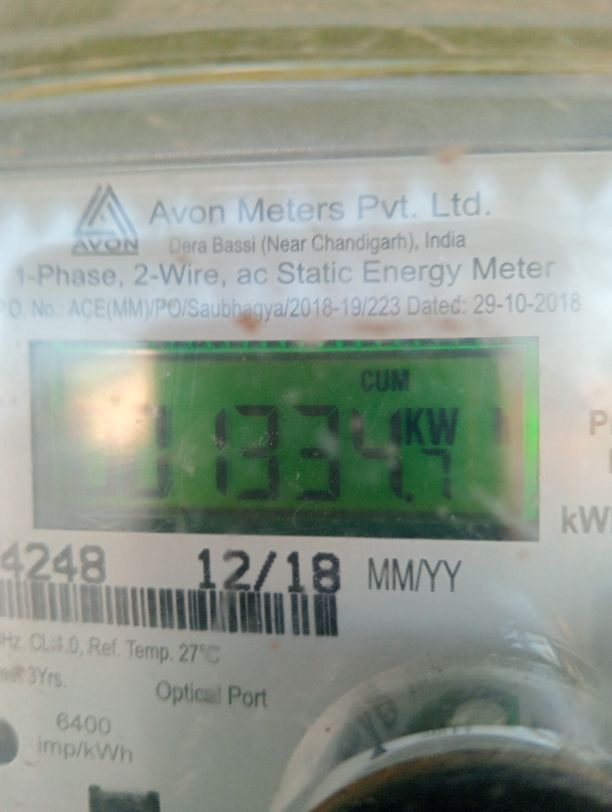 Avon Meters Pvt. Ltd.
AVON
Dera Bassi (Near Chandigarh), India
1-Phase, 2-Wire, ac Static Energy Meter
P.O. No.: ACE(MM)/PO/Saubhagya/2018-19/223 Dated: 29-10-2018
CUM
1334.7 KW
4248 12/18 MM/YY
Hz, CL:1.0, Ref. Temp. 27°C
3Yrs.
Optical Port
6400
imp/kWh